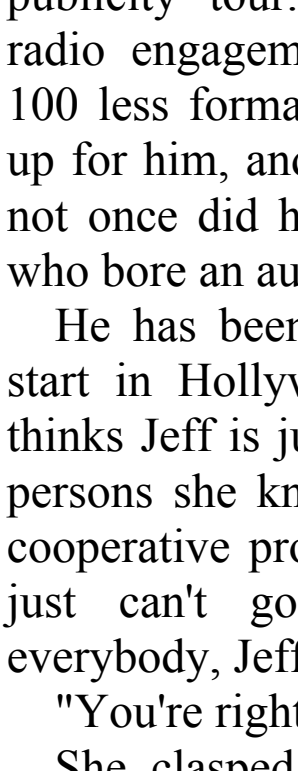 publicity tour.
radio engagem
100 less forma
up for him, and
not once did h
who bore an au
He has been
start in Hollyw
thinks Jeff is ju
persons she kn
cooperative pro
just can't go
everybody, Jeff
"You're right
She clasped